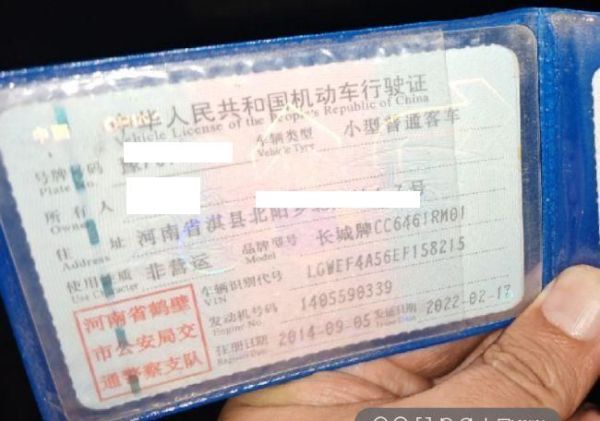 中华人民共和国机动车行驶证
Vehicle License of the People's Republic of China
号牌号码
Plate No.
车辆类型 小型普通客车
Vehicle Type
所有人
Owner
住址 河南省淇县北阳乡 号
Address
使用性质 非营运
Use Character
品牌型号 长城牌CC6461RM01
Model
车辆识别代号 LGWEF4A56EF158215
VIN
发动机号码 1405590339
Engine No.
注册日期 2014-09-05 发证日期 2022-02-17
Register Date Issue Date
河南省鹤壁
市公安局交
通警察支队